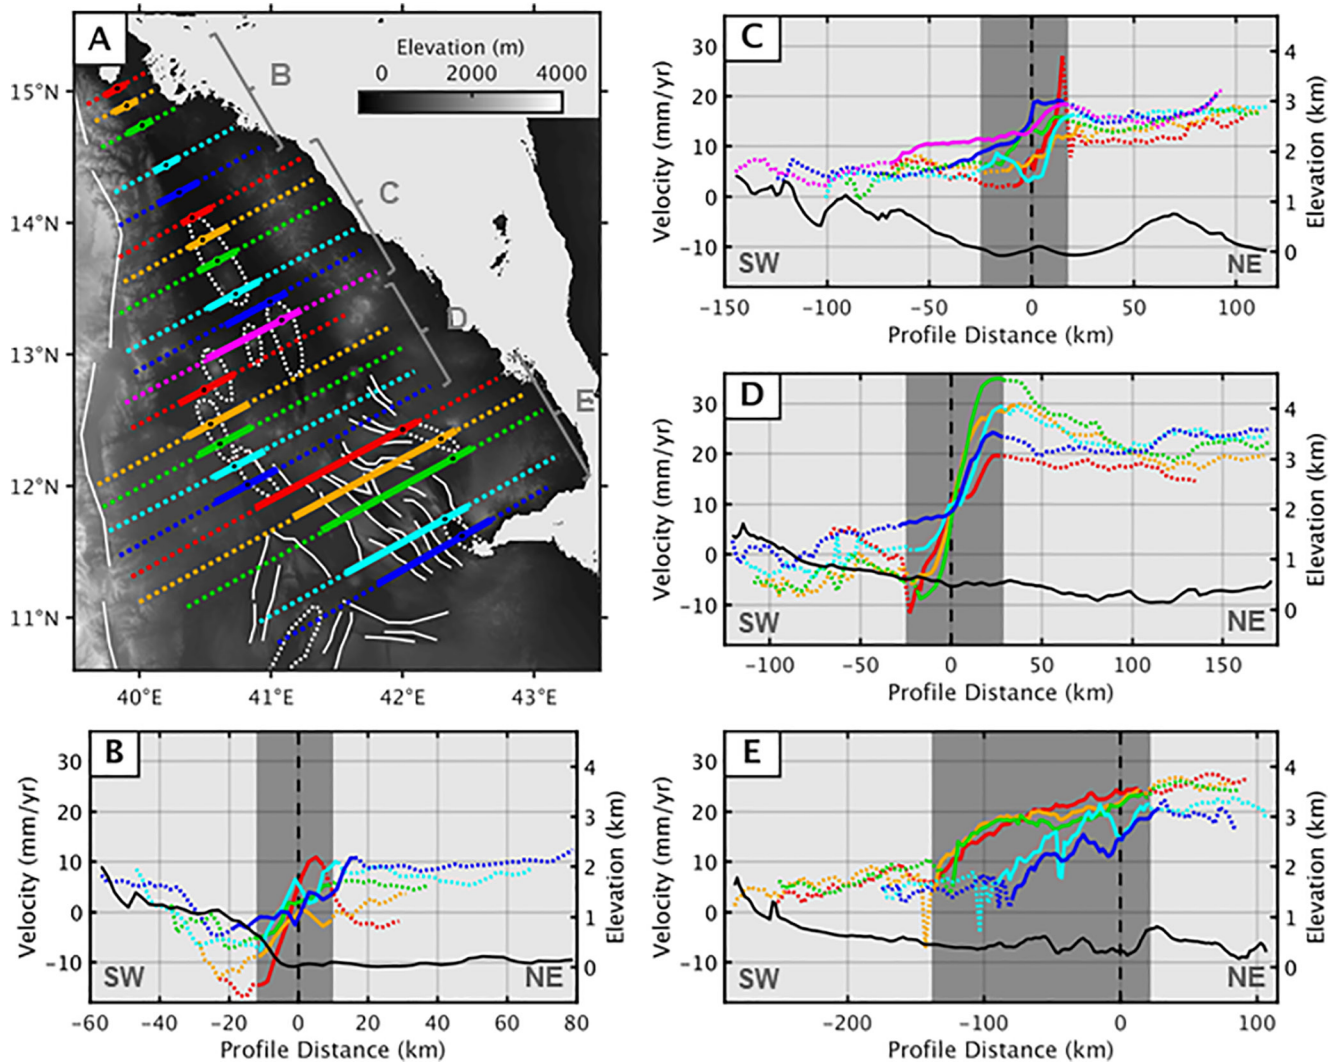 A
Elevation (m)
0 2000 4000
B
C
D
E
15°N
14°N
13°N
12°N
11°N
40°E 41°E 42°E 43°E
C
Velocity (mm/yr)
30
20
10
0
−10
Elevation (km)
4
3
2
1
0
SW NE
−150 −100 −50 0 50 100
Profile Distance (km)
D
Velocity (mm/yr)
30
20
10
0
−10
Elevation (km)
4
3
2
1
0
SW NE
−100 −50 0 50 100 150
Profile Distance (km)
B
Velocity (mm/yr)
30
20
10
0
−10
Elevation (km)
4
3
2
1
0
SW NE
−60 −40 −20 0 20 40 60 80
Profile Distance (km)
E
Velocity (mm/yr)
30
20
10
0
−10
Elevation (km)
4
3
2
1
0
SW NE
−200 −100 0 100
Profile Distance (km)